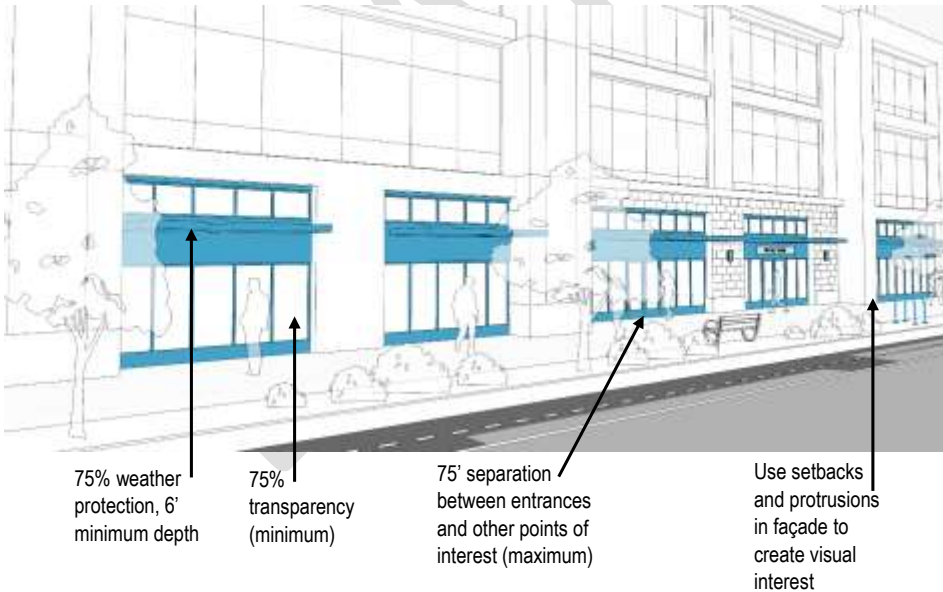 75% weather
protection, 6’
minimum depth
75%
transparency
(minimum)
75’ separation
between entrances
and other points of
interest (maximum)
Use setbacks
and protrusions
in façade to
create visual
interest